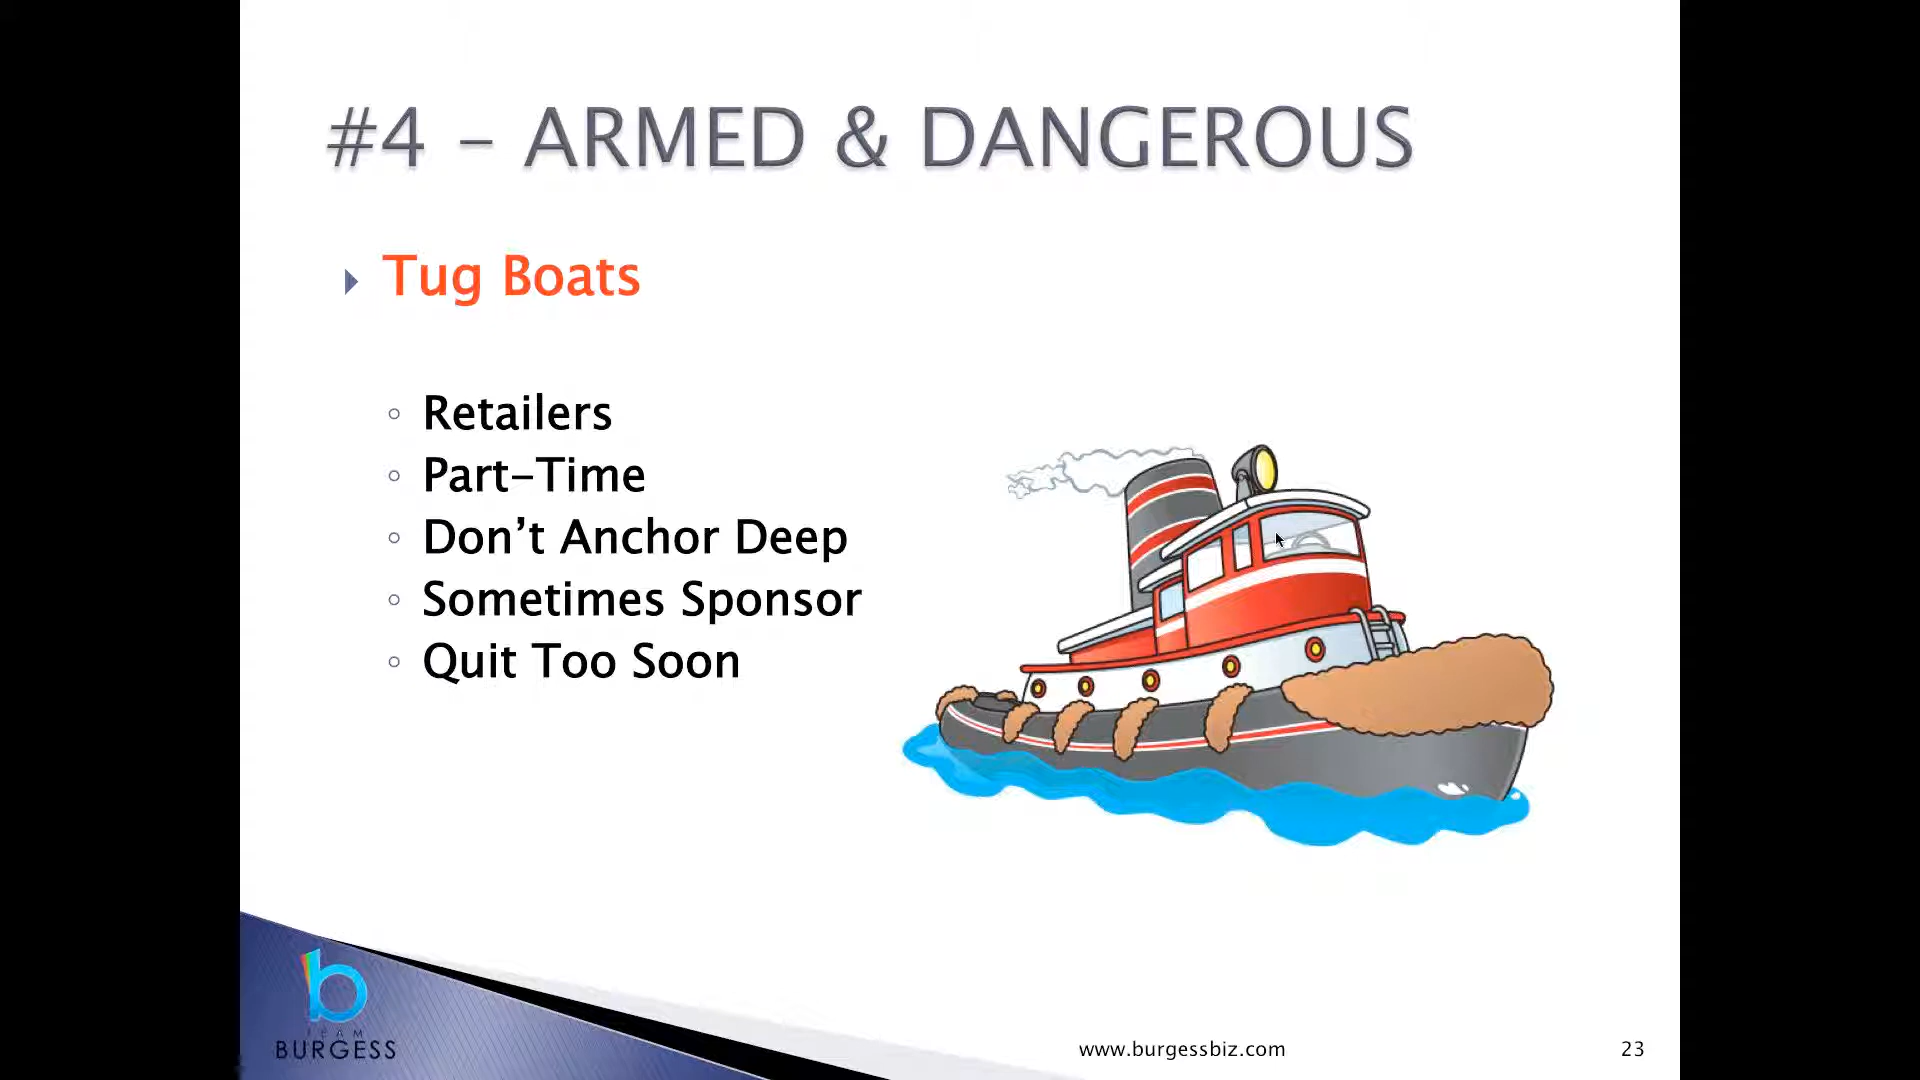 #4 – ARMED & DANGEROUS
Tug Boats
Retailers
Part-Time
Don’t Anchor Deep
Sometimes Sponsor
Quit Too Soon
b
TEAM
BURGESS
www.burgessbiz.com
23